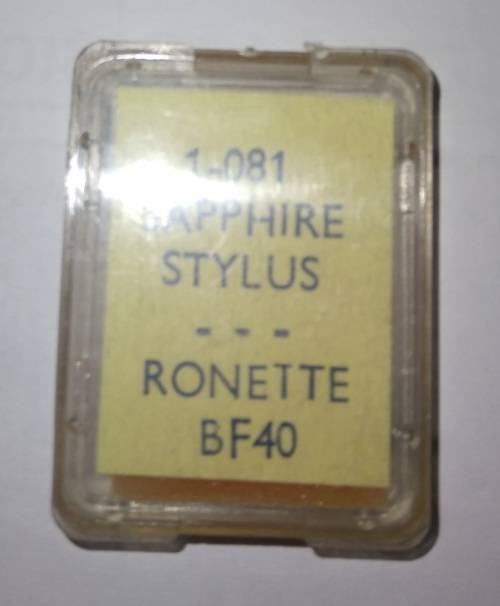 1-081
SAPPHIRE
STYLUS
- - -
RONETTE
BF40